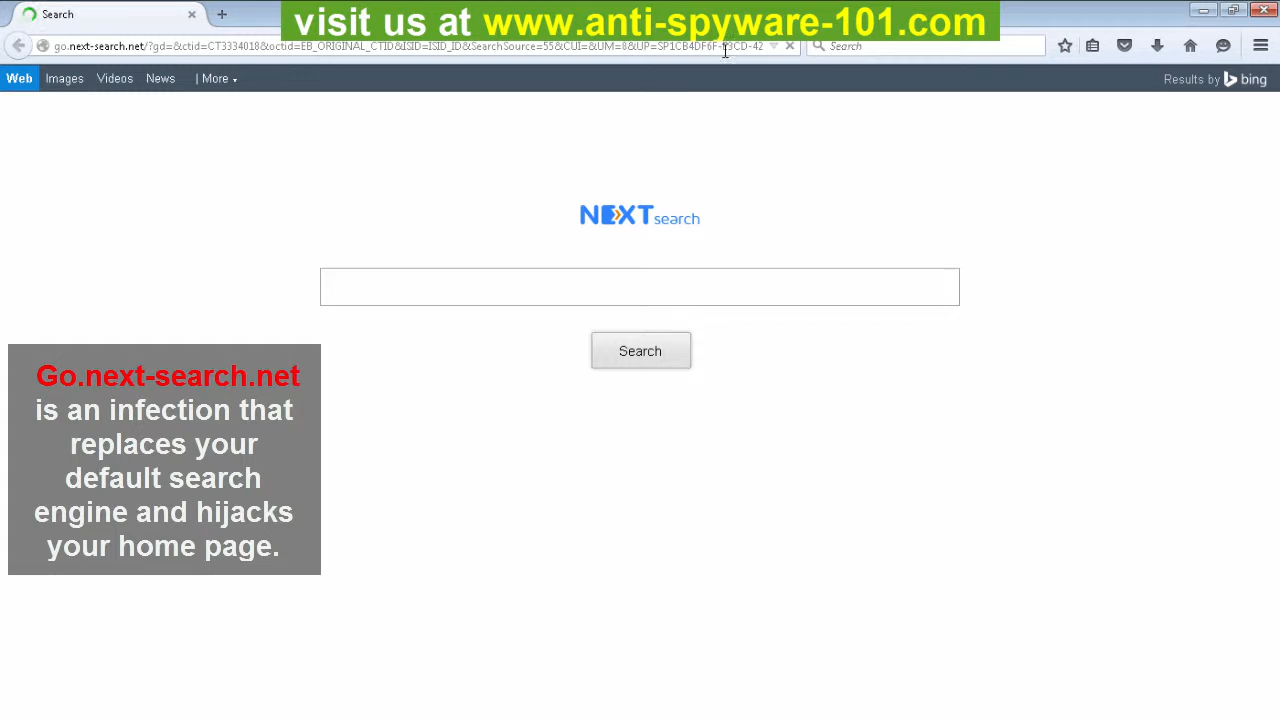 visit us at www.anti-spyware-101.com
Search
go.next-search.net/?gd=&ctid=CT3334018&octid=EB_ORIGINAL_CTID&ISID=ISID_ID&SearchSource=55&CUI=&UM=8&UP=SP1CB4DF6F-
Search
Web Images Videos News | More
Results by bing
NEXT search
Search
Go.next-search.net
is an infection that
replaces your
default search
engine and hijacks
your home page.